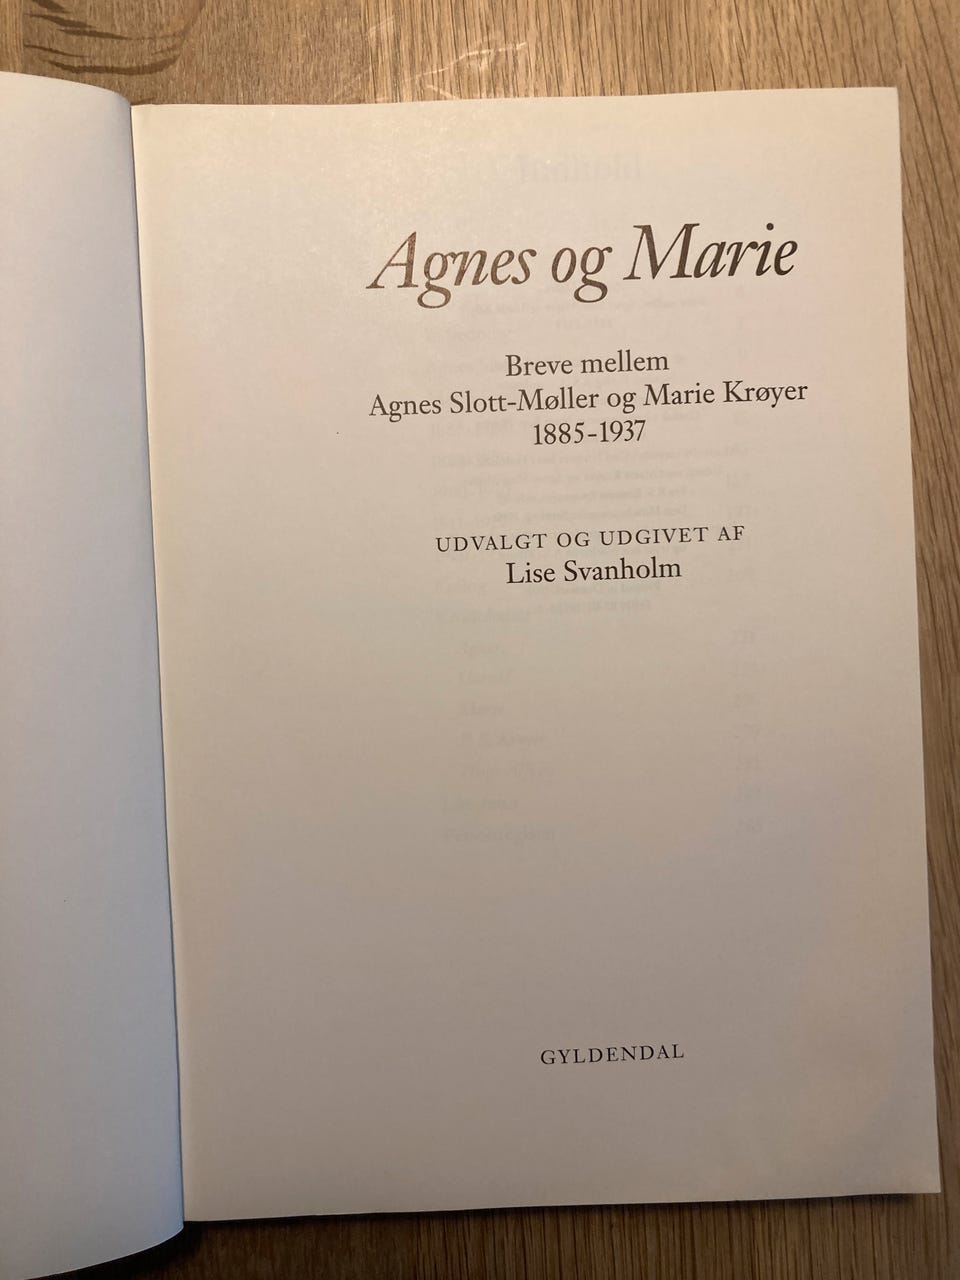 Agnes og Marie
Breve mellem
Agnes Slott-Møller og Marie Krøyer
1885-1937
UDVALGT OG UDGIVET AF
Lise Svanholm
GYLDENDAL